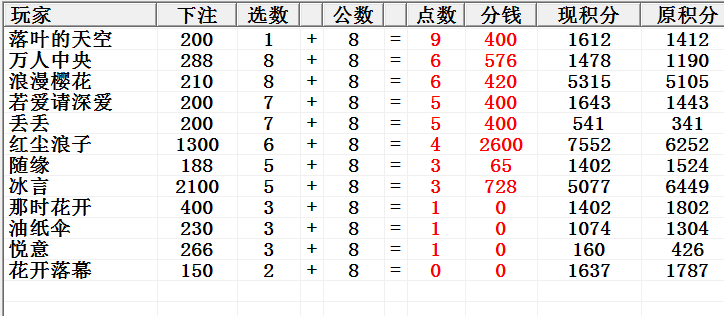 玩家 下注 选数 公数 点数 分钱 现积分 原积分
落叶的天空 200 1 + 8 = 9 400 1612 1412
万人中央 288 8 + 8 = 6 576 1478 1190
浪漫樱花 210 8 + 8 = 6 420 5315 5105
若爱请深爱 200 7 + 8 = 5 400 1643 1443
丢丢 200 7 + 8 = 5 400 541 341
红尘浪子 1300 6 + 8 = 4 2600 7552 6252
随缘 188 5 + 8 = 3 65 1402 1524
冰言 2100 5 + 8 = 3 728 5077 6449
那时花开 400 3 + 8 = 1 0 1402 1802
油纸伞 230 3 + 8 = 1 0 1074 1304
悦意 266 3 + 8 = 1 0 160 426
花开落幕 150 2 + 8 = 0 0 1637 1787